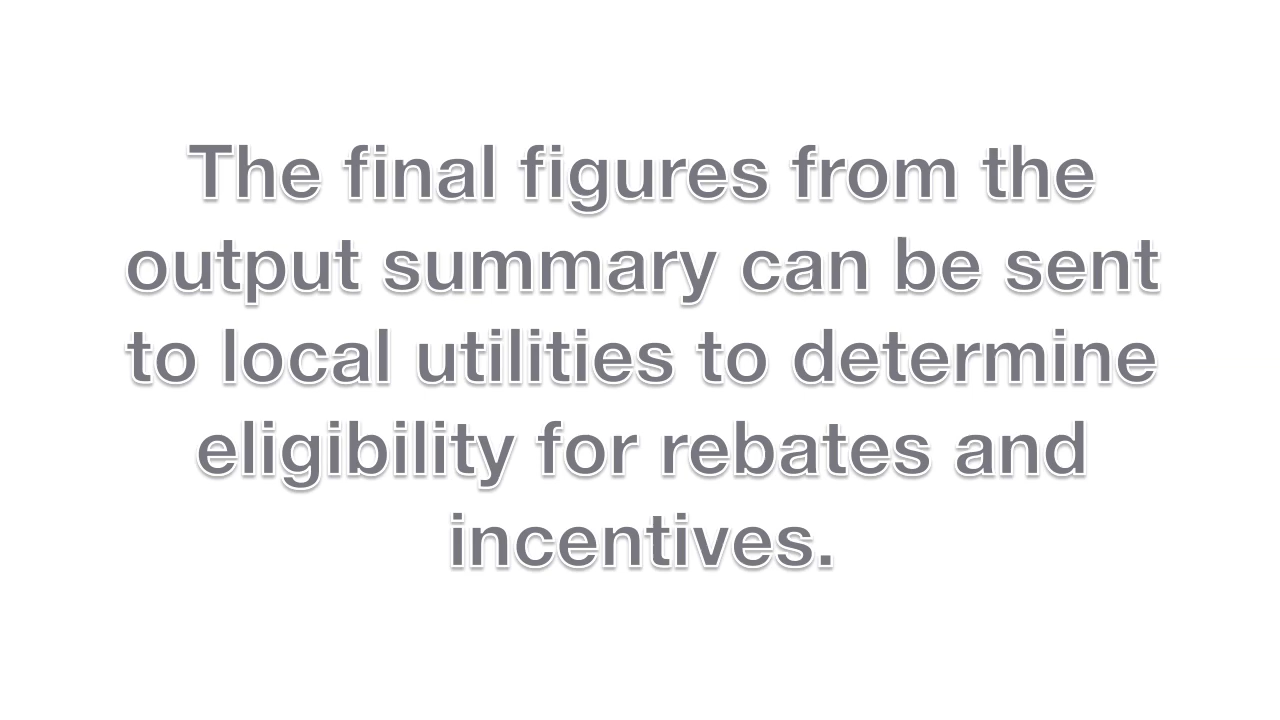 The final figures from the
output summary can be sent
to local utilities to determine
eligibility for rebates and
incentives.